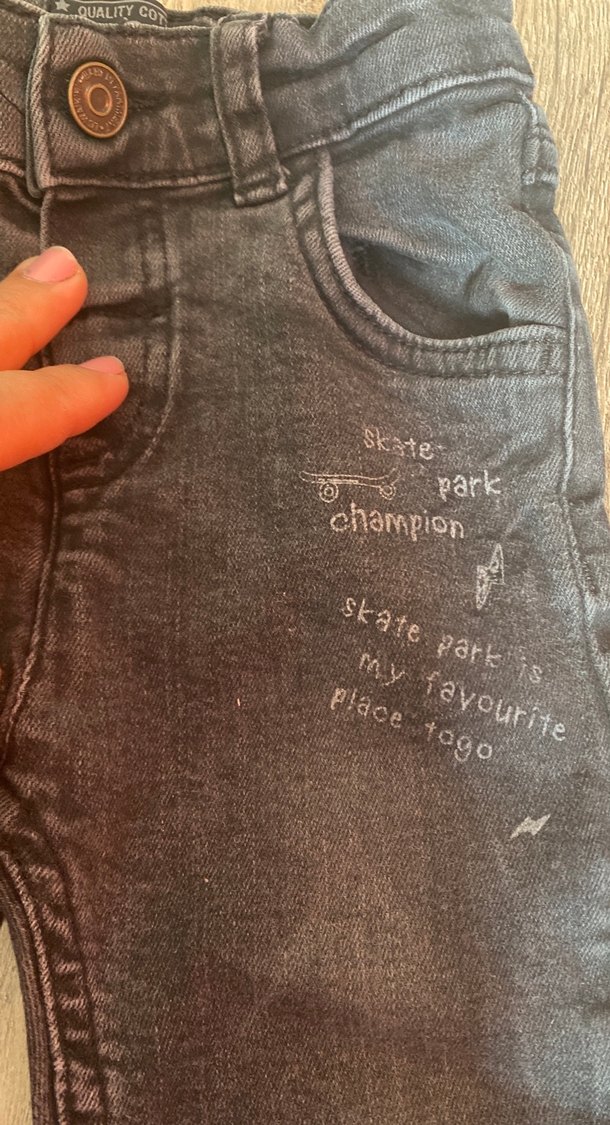 QUALITY COT
skate
park
champion
skate park is
my favourite
place togo